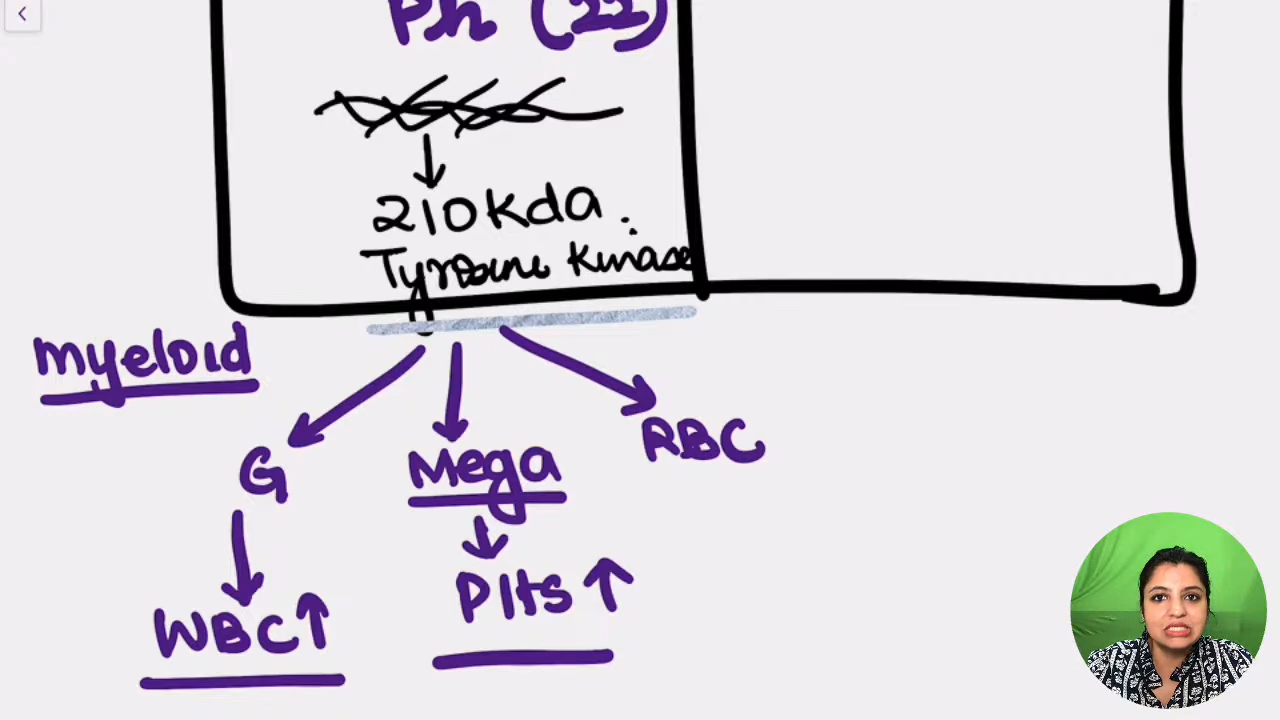 Ph (22)
210Kda.
Tyrosine Kinase
Myeloid
G
Mega
RBC
Plts ↑
WBC ↑